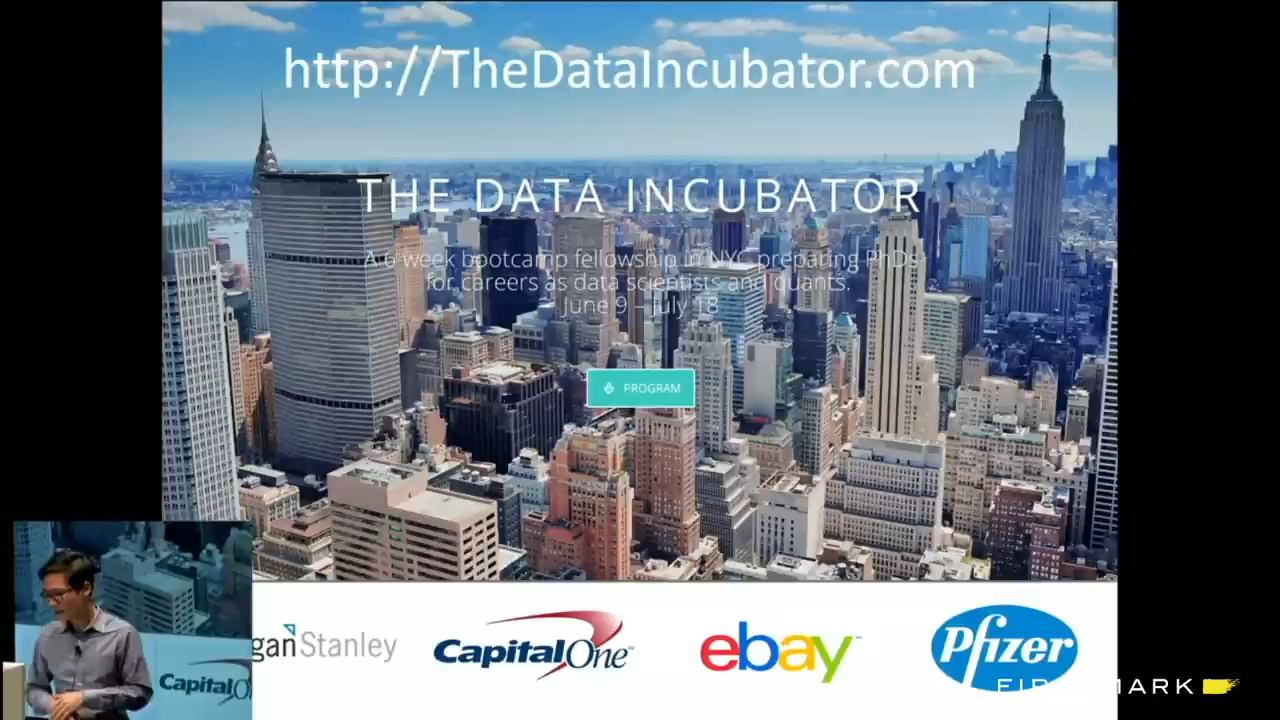 http://TheDataIncubator.com
THE DATA INCUBATOR
A 6 week bootcamp fellowship in NYC preparing PhDs
for careers as data scientists and quants.
June 9 - July 18
PROGRAM
gan Stanley
Capital One
ebay
Pfizer
Capital
MARK